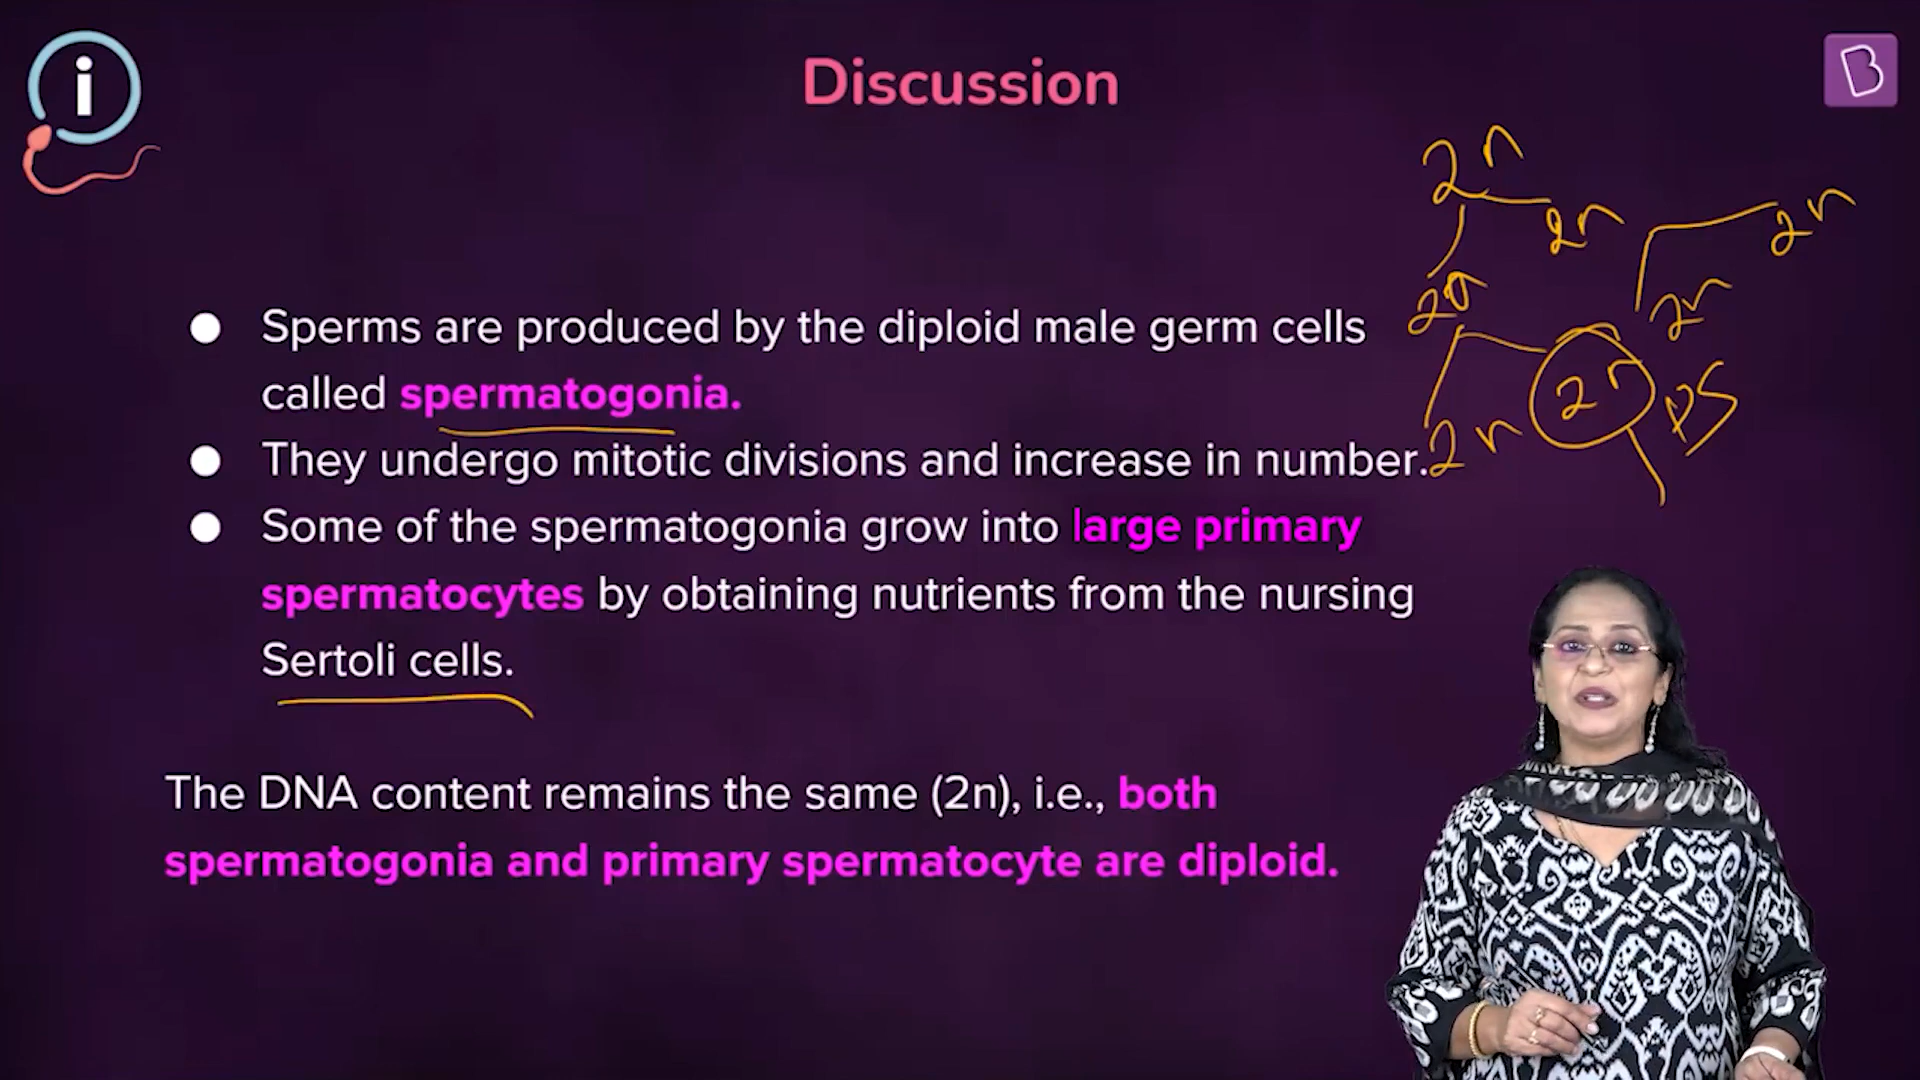 i
Discussion
B
2n
2n
2n
2n
2n
2n
2n
PS
● Sperms are produced by the diploid male germ cells
called spermatogonia.
● They undergo mitotic divisions and increase in number.
● Some of the spermatogonia grow into large primary
spermatocytes by obtaining nutrients from the nursing
Sertoli cells.
The DNA content remains the same (2n), i.e., both
spermatogonia and primary spermatocyte are diploid.